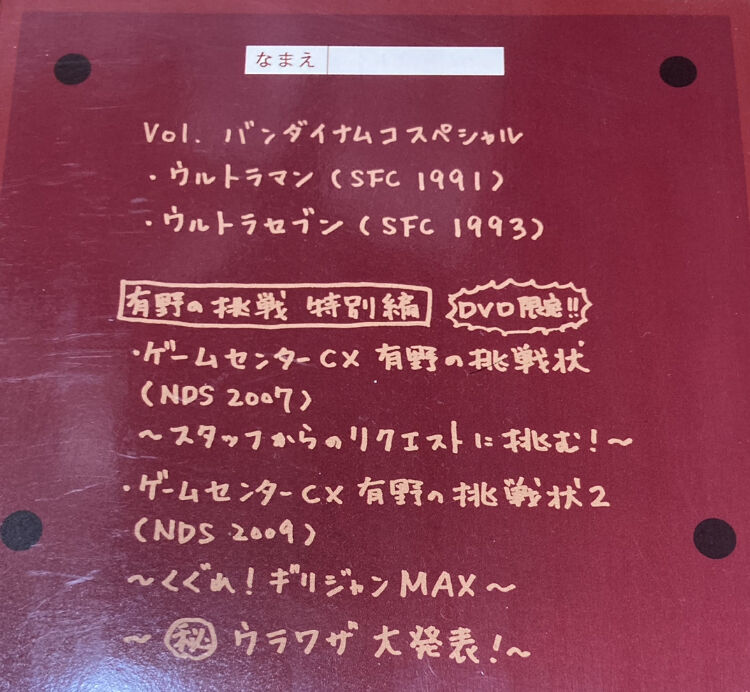 なまえ
Vol. バンダイナムコスペシャル
・ウルトラマン(SFC 1991)
・ウルトラセブン(SFC 1993)
有野の挑戦 特別編 DVD限定!!
・ゲームセンターCX 有野の挑戦状
(NDS 2007)
〜スタッフからのリクエストに挑む!〜
・ゲームセンターCX 有野の挑戦状2
(NDS 2009)
〜くぐれ!ギリジャンMAX〜
〜㊙ウラワザ大発表!〜